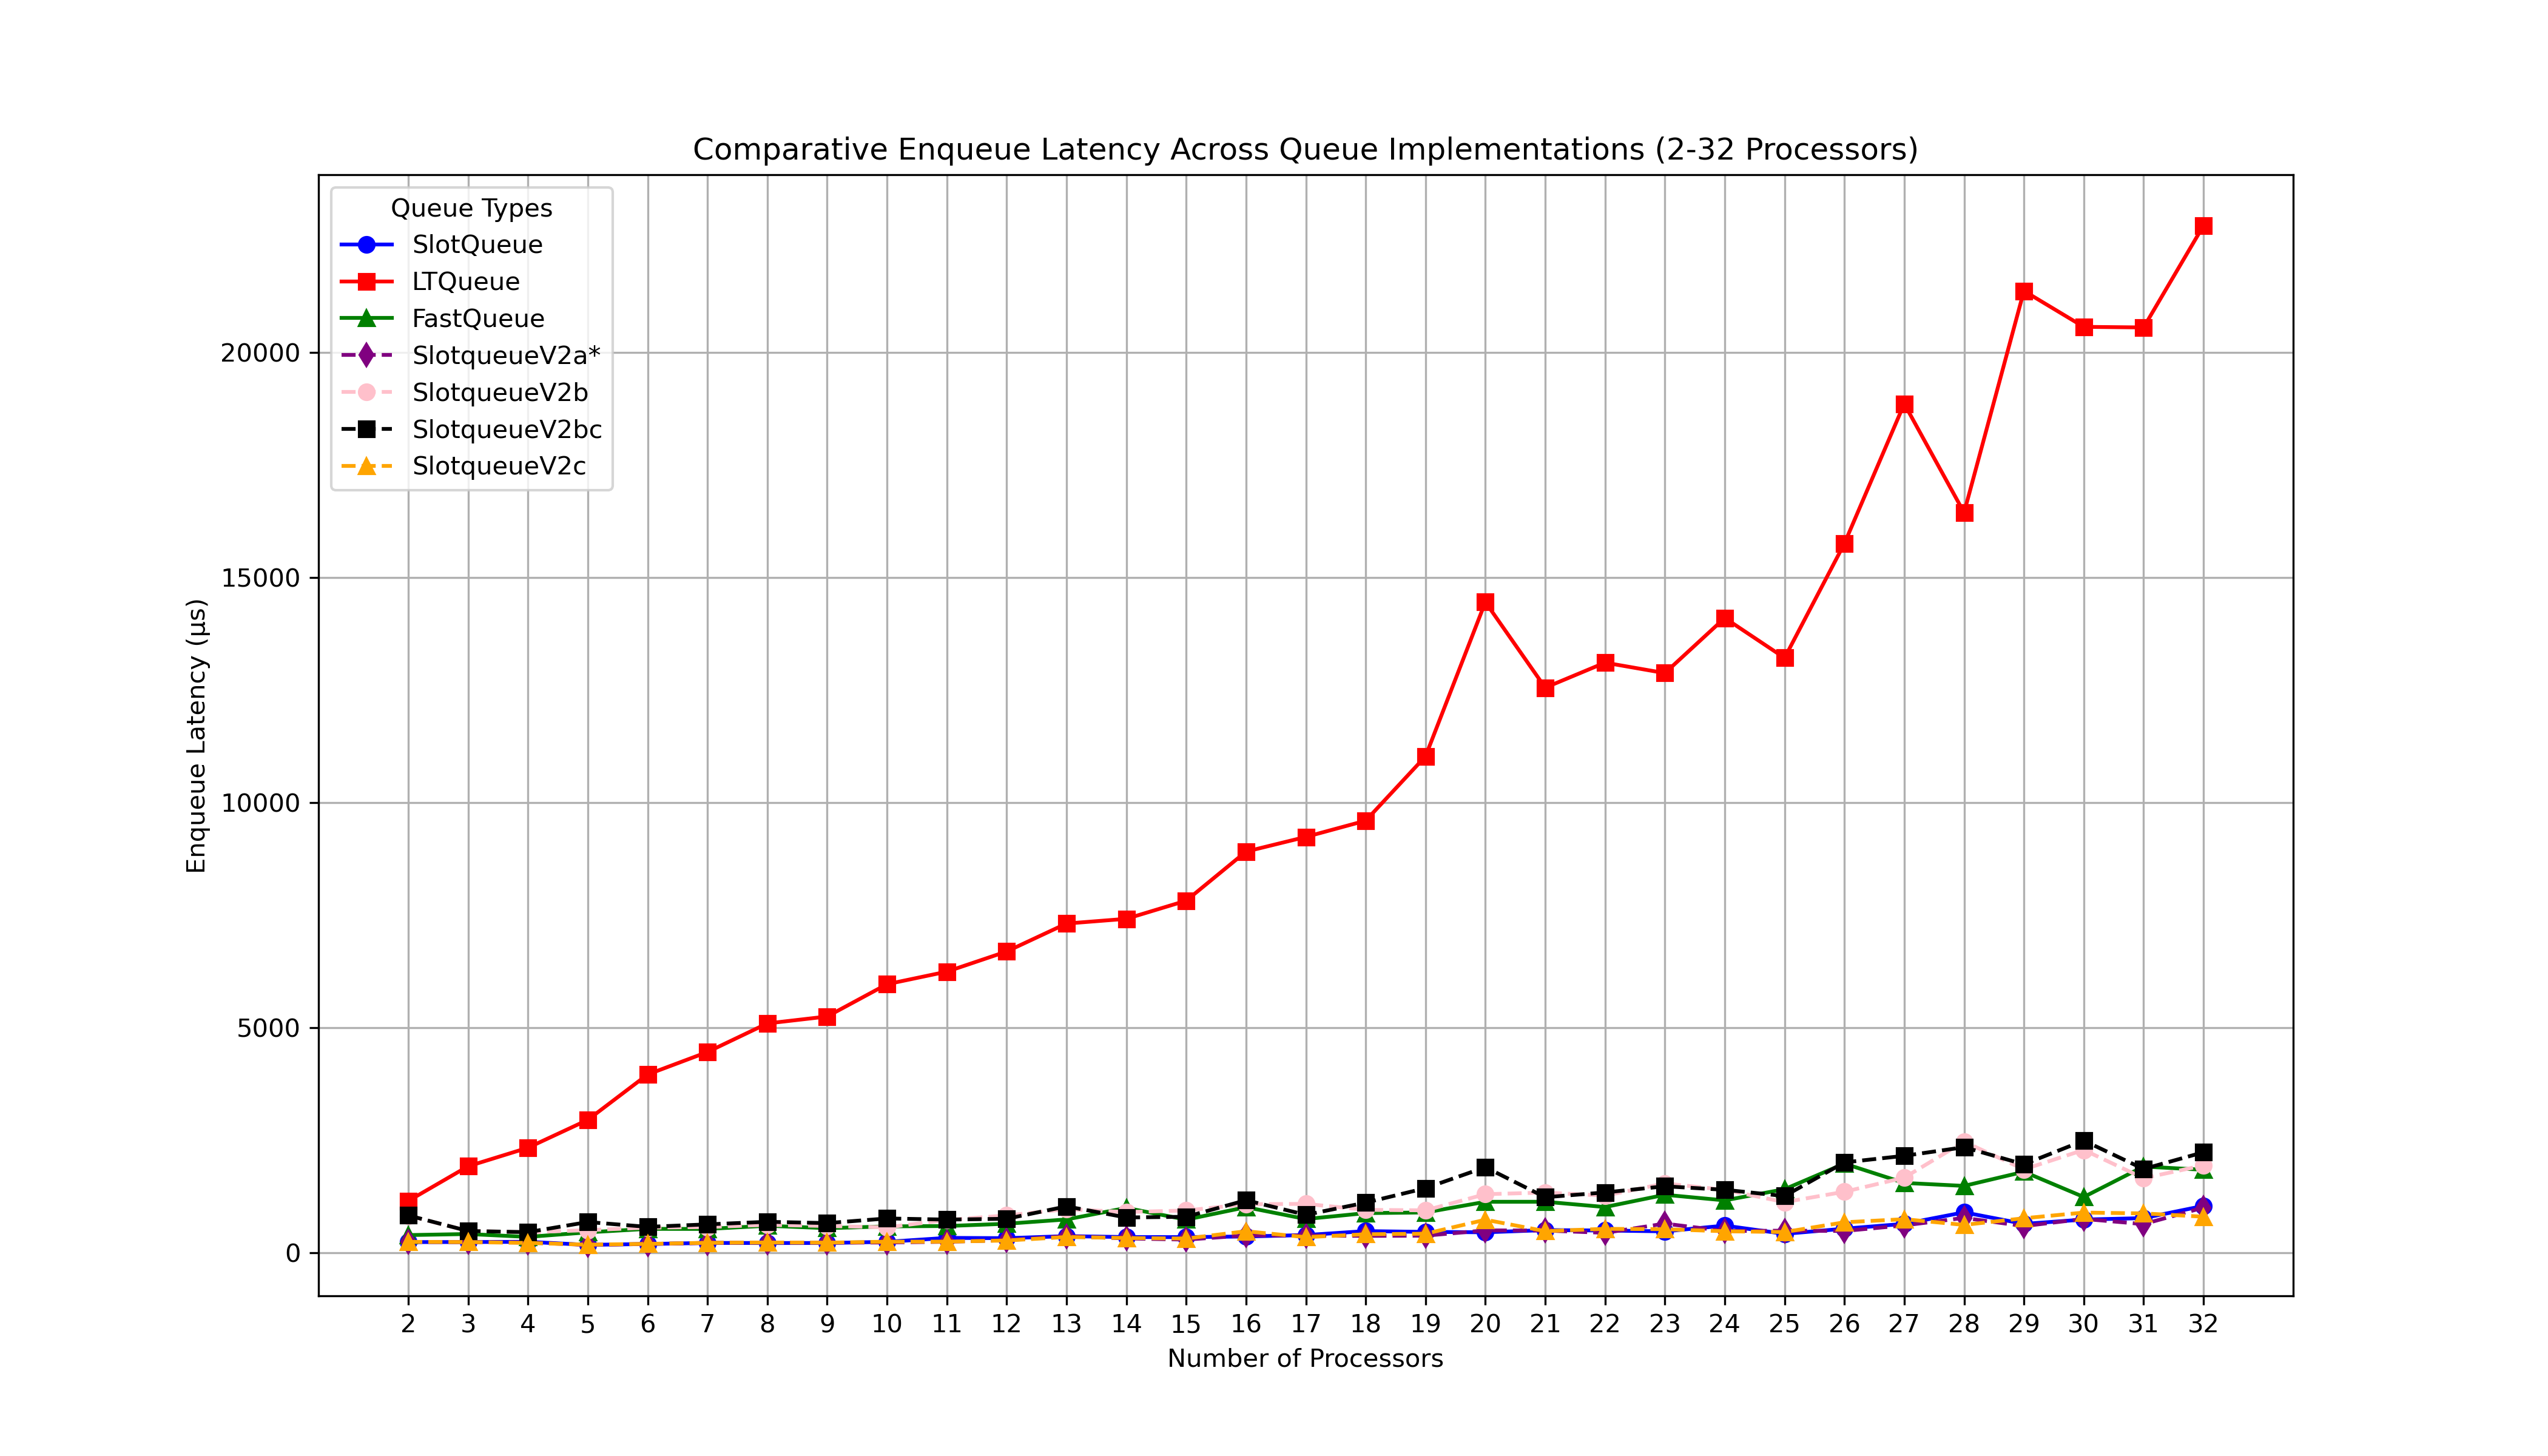 Comparative Enqueue Latency Across Queue Implementations (2-32 Processors)
Queue Types
SlotQueue
LTQueue
FastQueue
SlotqueueV2a*
SlotqueueV2b
SlotqueueV2bc
SlotqueueV2c
Enqueue Latency (µs)
20000
15000
10000
5000
0
2 3 4 5 6 7 8 9 10 11 12 13 14 15 16 17 18 19 20 21 22 23 24 25 26 27 28 29 30 31 32
Number of Processors